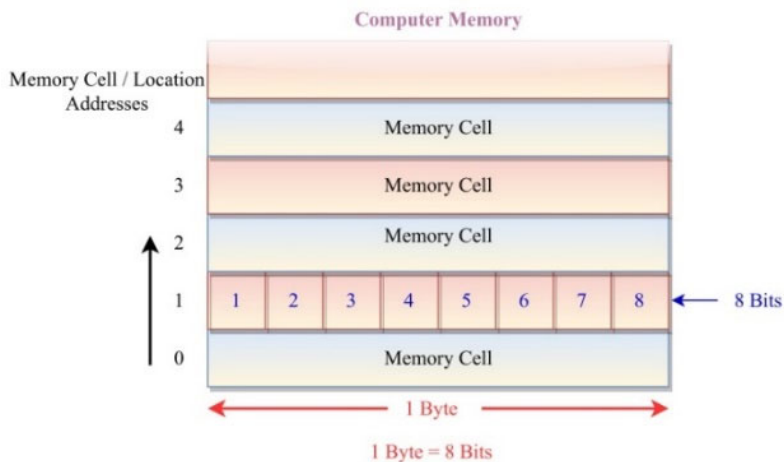 Computer Memory
Memory Cell / Location
Addresses
4 Memory Cell
3 Memory Cell
2 Memory Cell
1 1 2 3 4 5 6 7 8 8 Bits
0 Memory Cell
1 Byte
1 Byte = 8 Bits